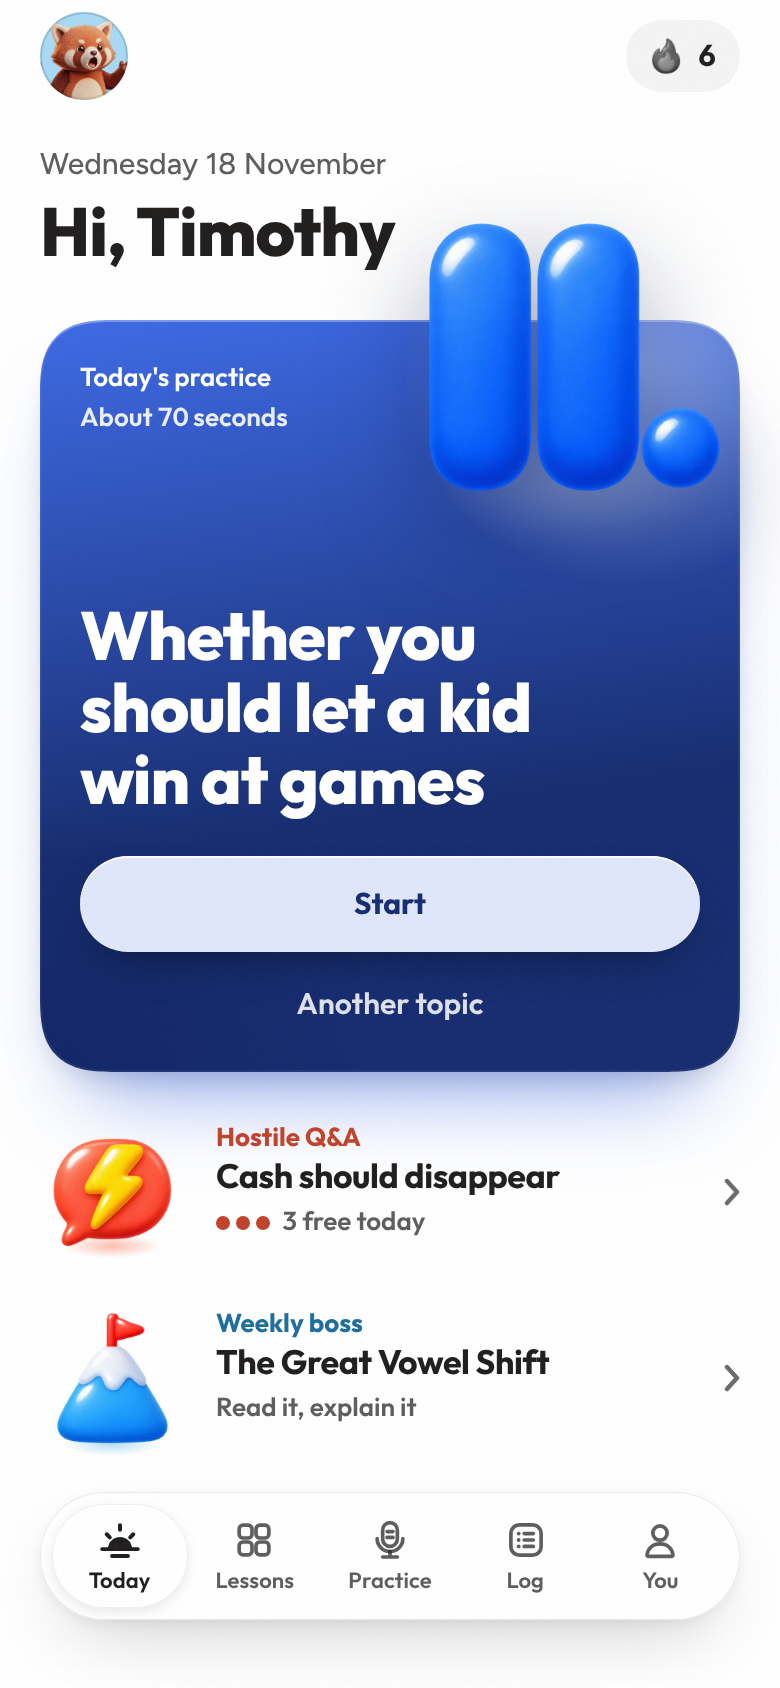 6
Wednesday 18 November
Hi, Timothy
Today's practice
About 70 seconds
Whether you
should let a kid
win at games
Start
Another topic
Hostile Q&A
Cash should disappear
3 free today
Weekly boss
The Great Vowel Shift
Read it, explain it
Today
Lessons
Practice
Log
You